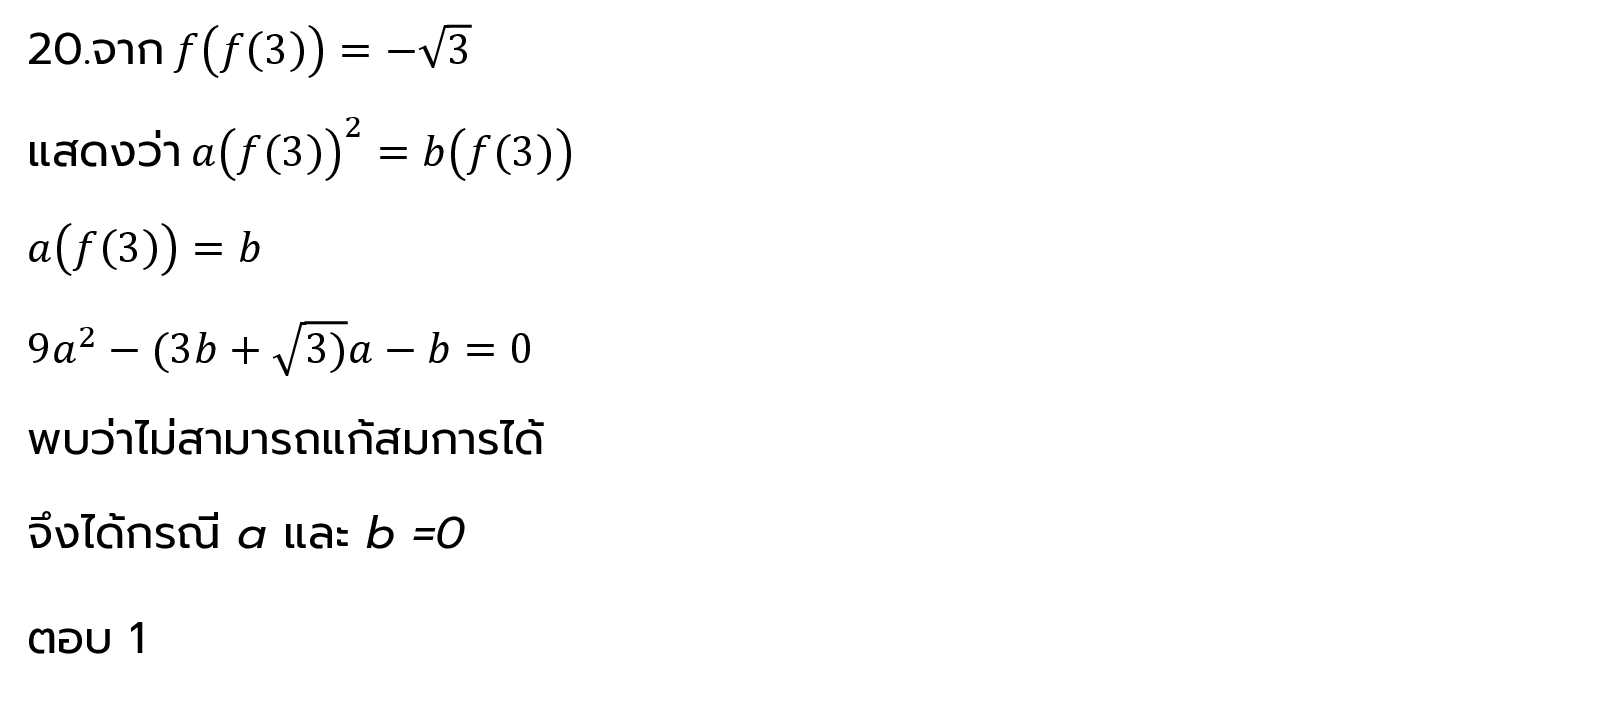 20.จาก f(f(3)) = −√3
แสดงว่า a(f(3))² = b(f(3))
a(f(3)) = b
9a² − (3b + √3)a − b = 0
พบว่าไม่สามารถแก้สมการได้
จึงได้กรณี a และ b =0
ตอบ 1